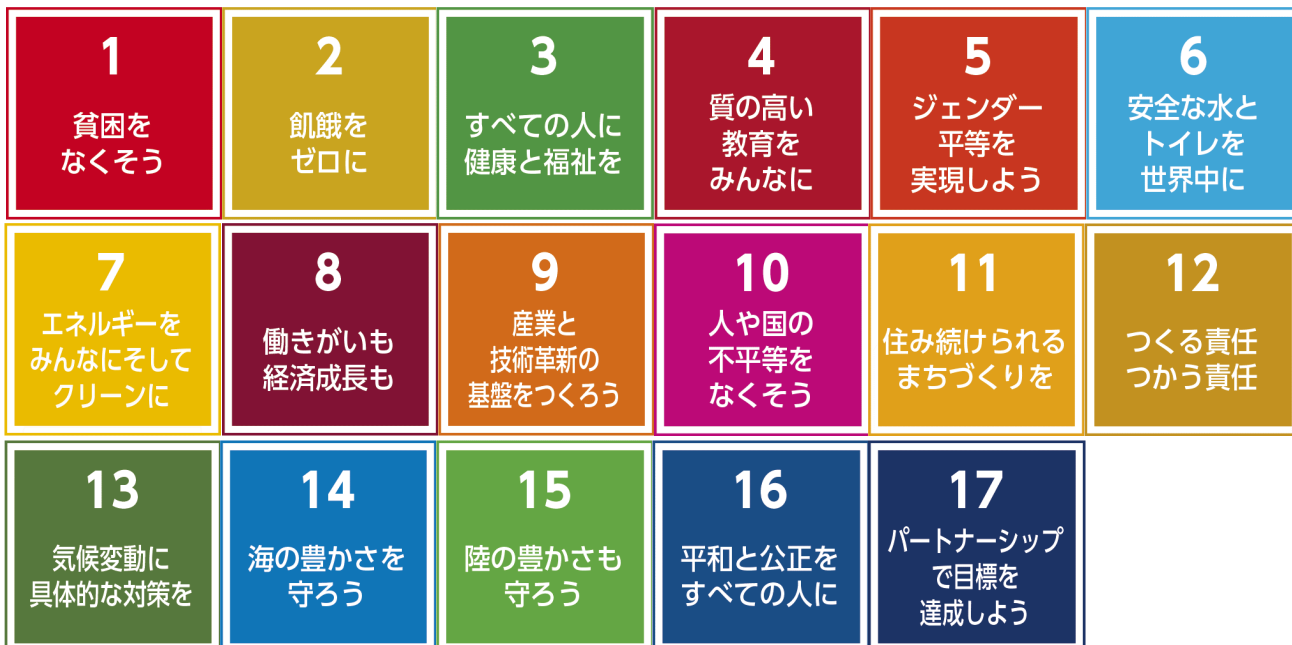 1
貧困を
なくそう
2
飢餓を
ゼロに
3
すべての人に
健康と福祉を
4
質の高い
教育を
みんなに
5
ジェンダー
平等を
実現しよう
6
安全な水と
トイレを
世界中に
7
エネルギーを
みんなにそして
クリーンに
8
働きがいも
経済成長も
9
産業と
技術革新の
基盤をつくろう
10
人や国の
不平等を
なくそう
11
住み続けられる
まちづくりを
12
つくる責任
つかう責任
13
気候変動に
具体的な対策を
14
海の豊かさを
守ろう
15
陸の豊かさも
守ろう
16
平和と公正を
すべての人に
17
パートナーシップ
で目標を
達成しよう